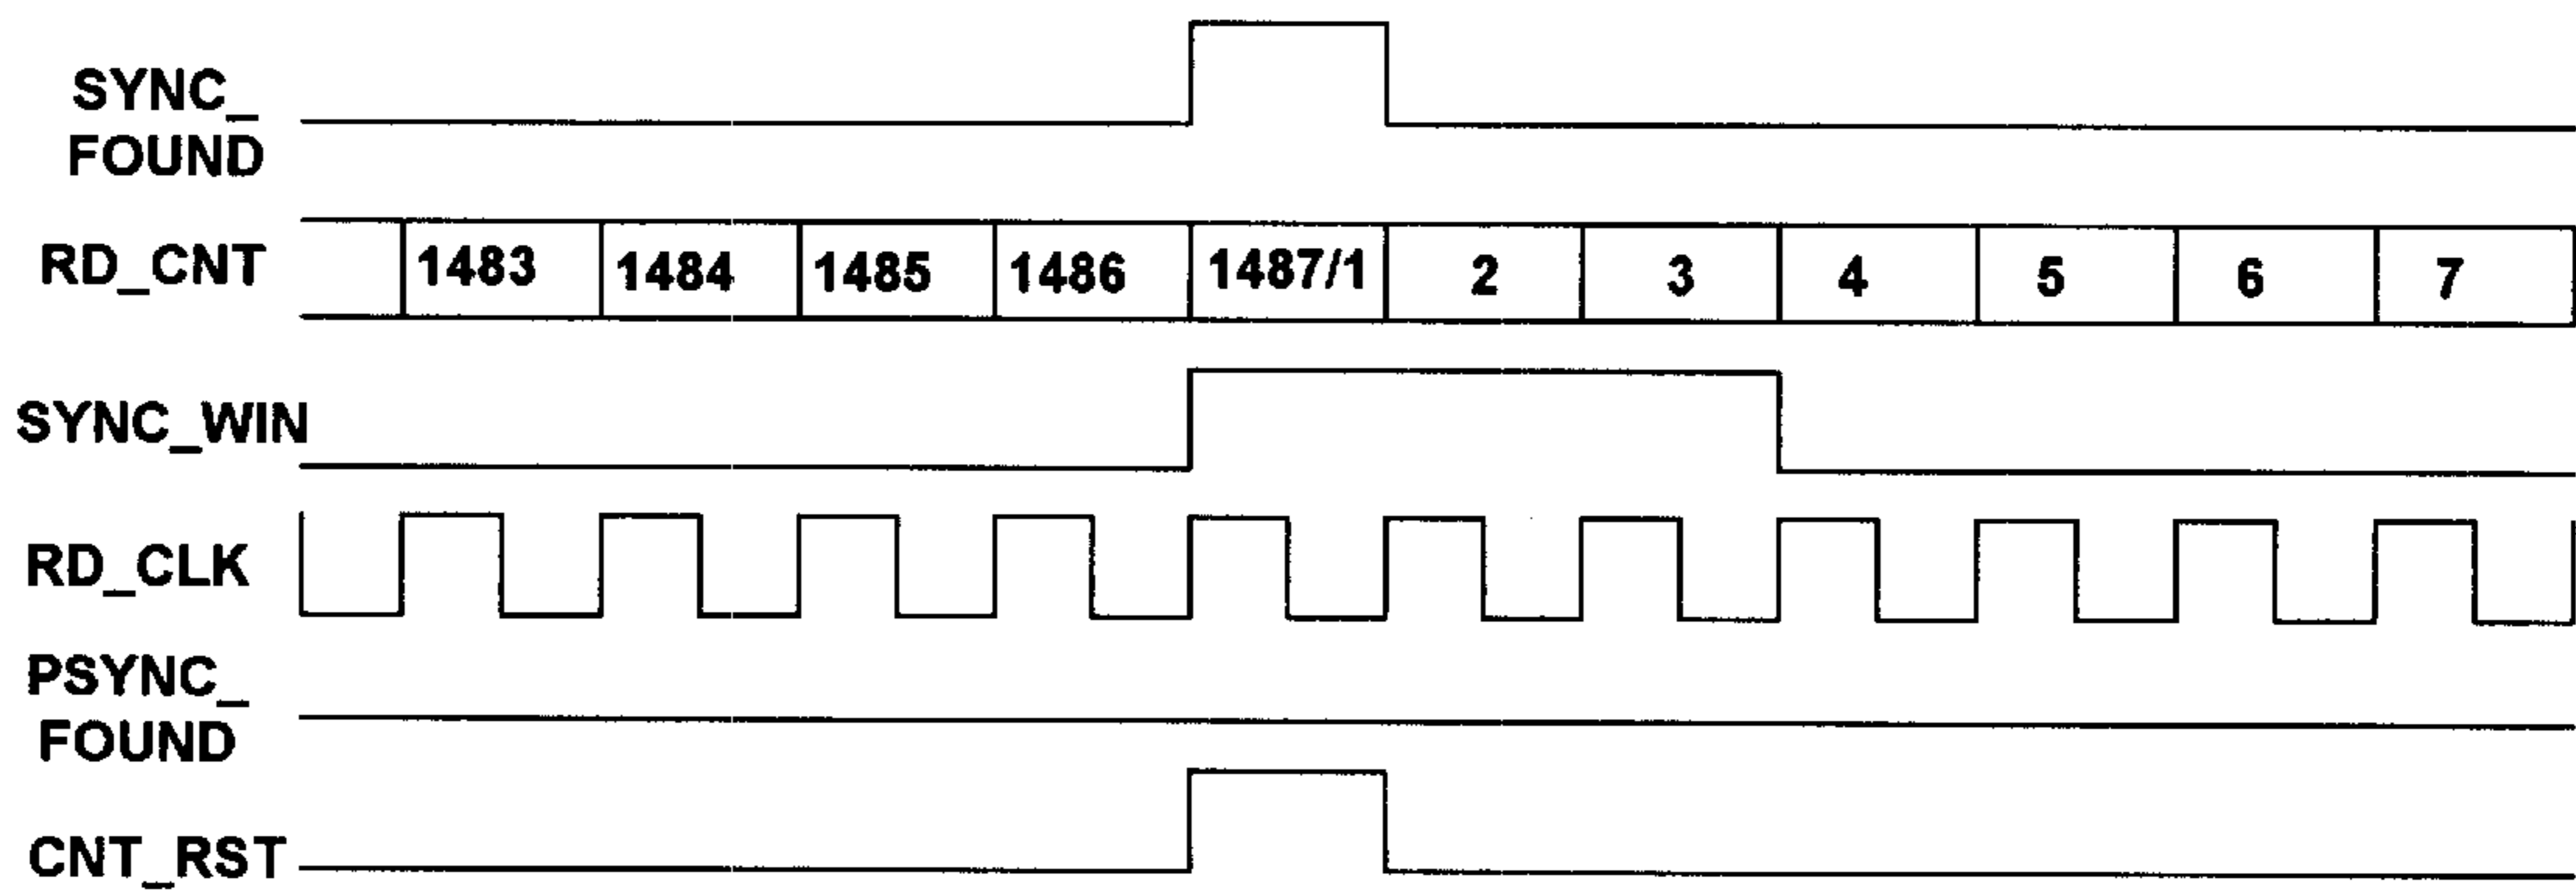 SYNC_
FOUND
RD_CNT 1483 1484 1485 1486 1487/1 2 3 4 5 6 7
SYNC_WIN
RD_CLK
PSYNC_
FOUND
CNT_RST